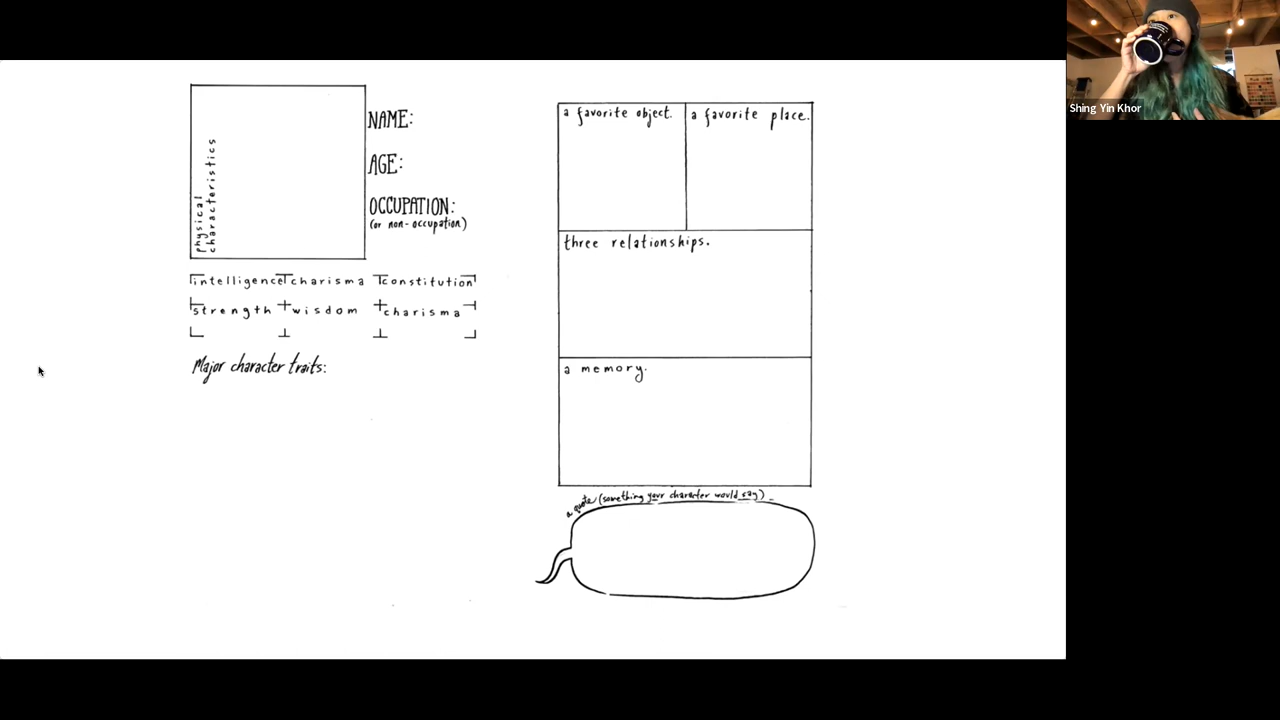 Shing Yin Khor
physical
characteristics
NAME:
AGE:
OCCUPATION:
(or non-occupation)
intelligence charisma constitution
strength wisdom charisma
Major character traits:
a favorite object. a favorite place.
three relationships.
a memory.
a quote (something your character would say)